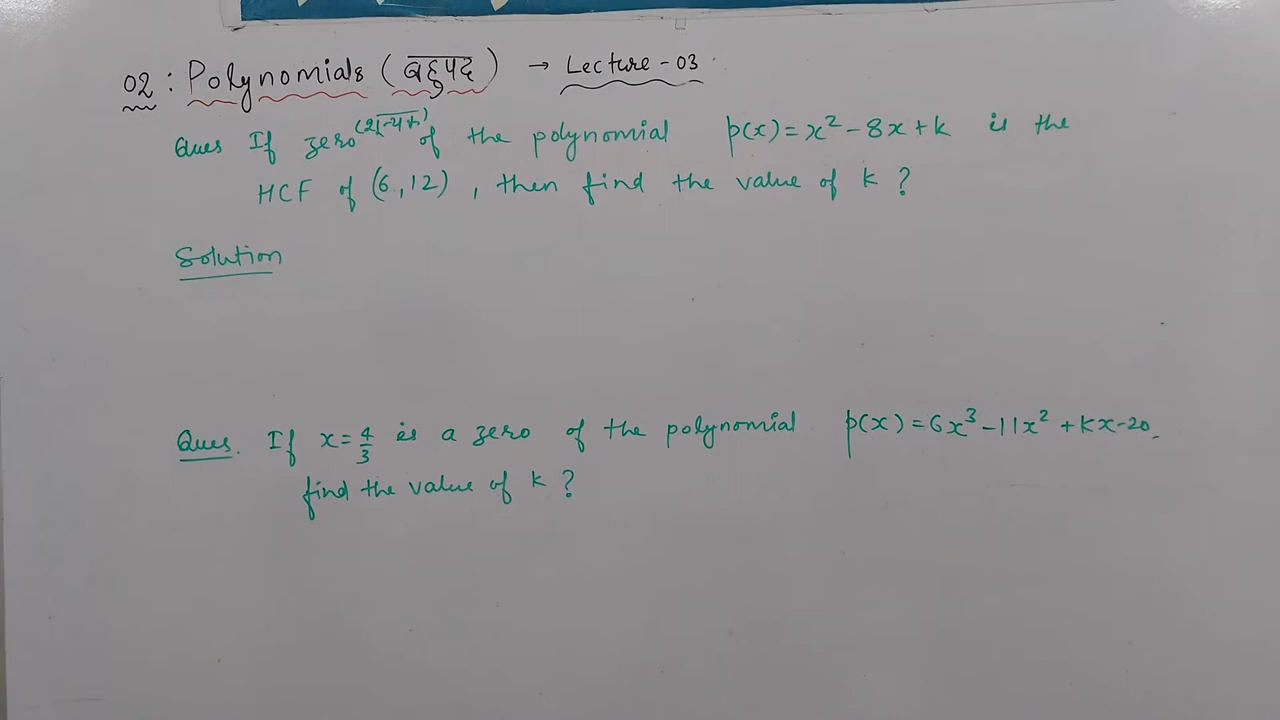 02 : Polynomials (बहुपद) → Lecture - 03
Ques If zero (शून्यक) of the polynomial p(x) = x² - 8x + k is the
HCF of (6, 12), then find the value of k ?
Solution
Ques. If x = 4/3 is a zero of the polynomial p(x) = 6x³ - 11x² + kx - 20
find the value of k ?